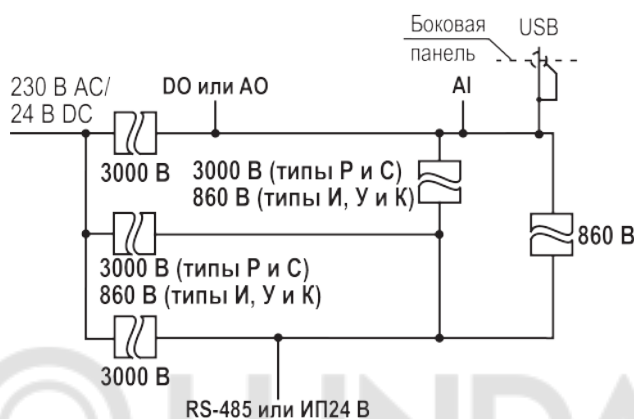 Боковая
панель
USB
230 В AC/
24 В DC
DO или AO
AI
3000 В
3000 В (типы Р и С)
860 В (типы И, У и К)
860 В
3000 В (типы Р и С)
860 В (типы И, У и К)
3000 В
RS-485 или ИП24 В